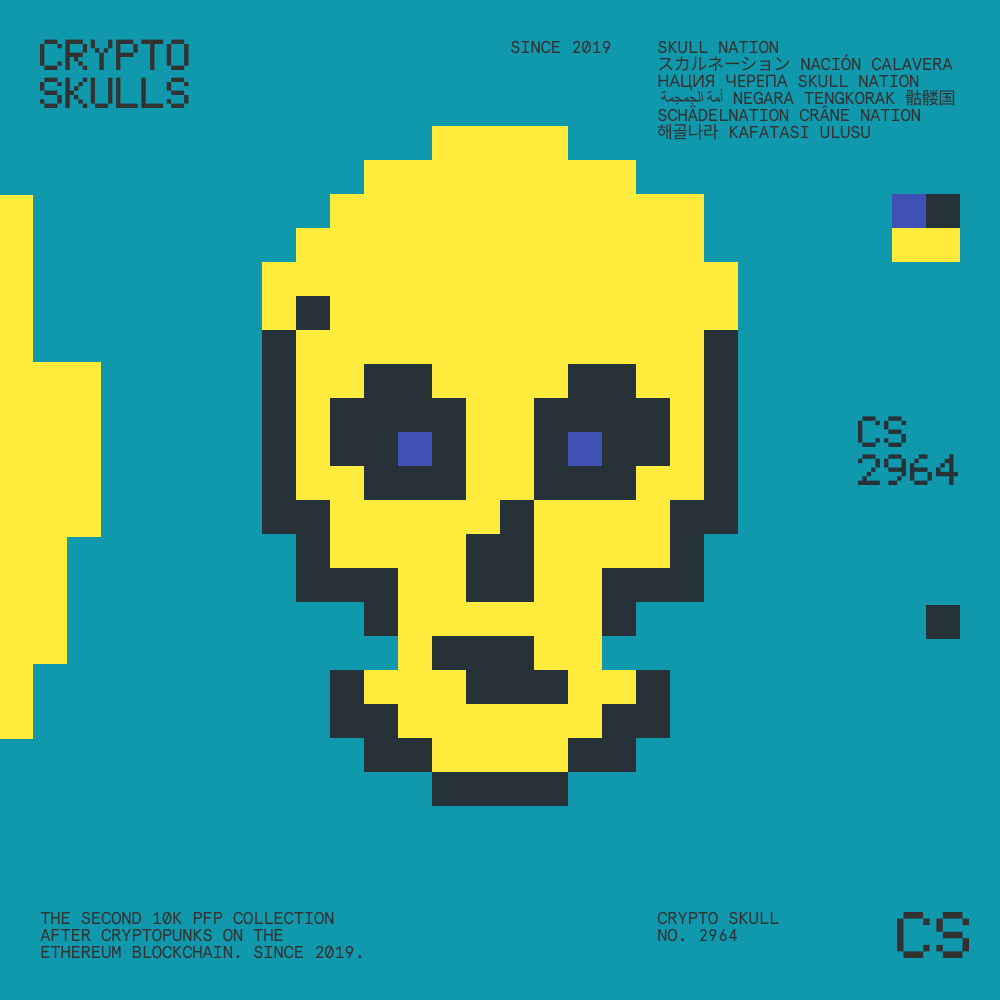 CRYPTO
SKULLS
SINCE 2019
SKULL NATION
スカルネーション NACIÓN CALAVERA
НАЦИЯ ЧЕРЕПА SKULL NATION
أمة الجمجمة NEGARA TENGKORAK 骷髅国
SCHÄDELNATION CRÂNE NATION
해골나라 KAFATASI ULUSU
CS
2964
THE SECOND 10K PFP COLLECTION
AFTER CRYPTOPUNKS ON THE
ETHEREUM BLOCKCHAIN. SINCE 2019.
CRYPTO SKULL
NO. 2964
CS